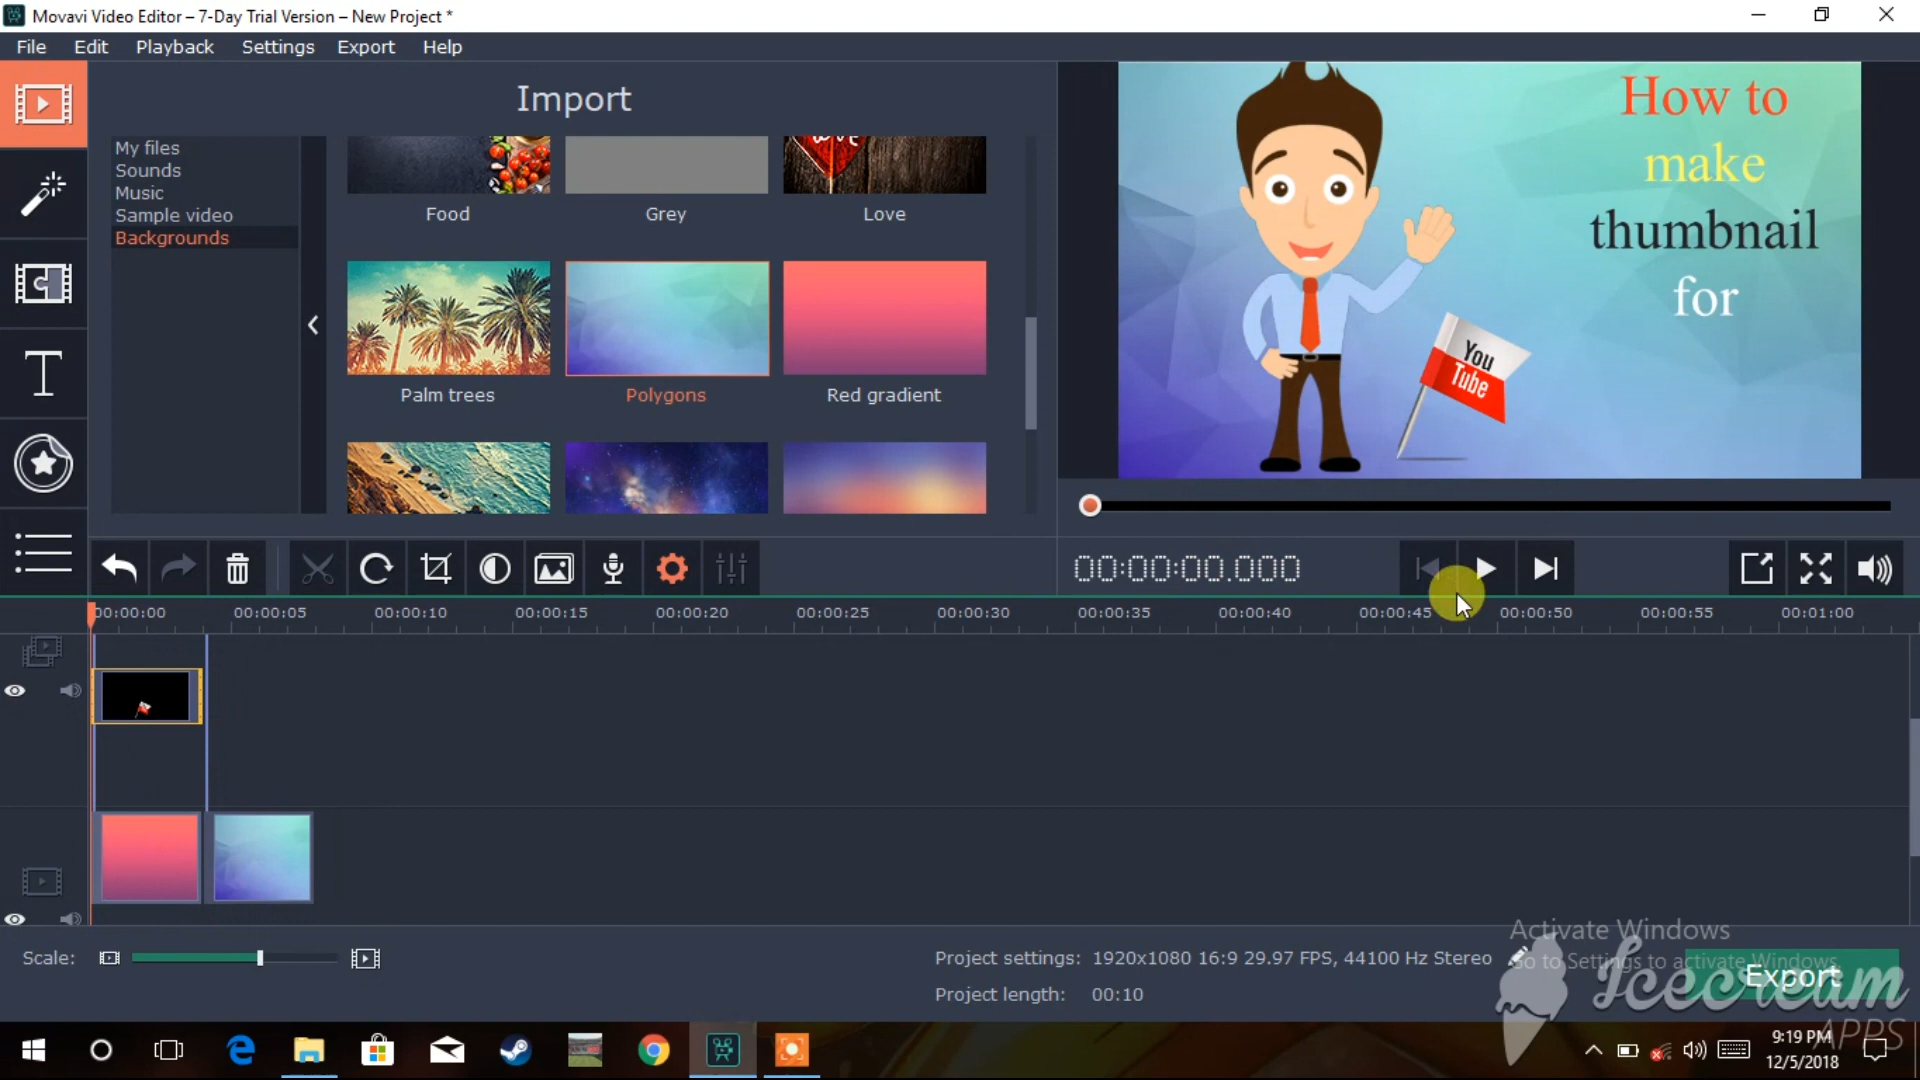 Movavi Video Editor – 7-Day Trial Version – New Project *
File Edit Playback Settings Export Help
Import
My files
Sounds
Music
Sample video
Backgrounds
Food Grey Love
Palm trees Polygons Red gradient
How to
make
thumbnail
for
You
Tube
00:00:00.000
00:00:00 00:00:05 00:00:10 00:00:15 00:00:20 00:00:25 00:00:30 00:00:35 00:00:40 00:00:45 00:00:50 00:00:55 00:01:00
Scale:
Project settings: 1920x1080 16:9 29.97 FPS, 44100 Hz Stereo
Project length: 00:10
Activate Windows
Go to Settings to activate Windows.
Export
Icecream
APPS
9:19 PM
12/5/2018